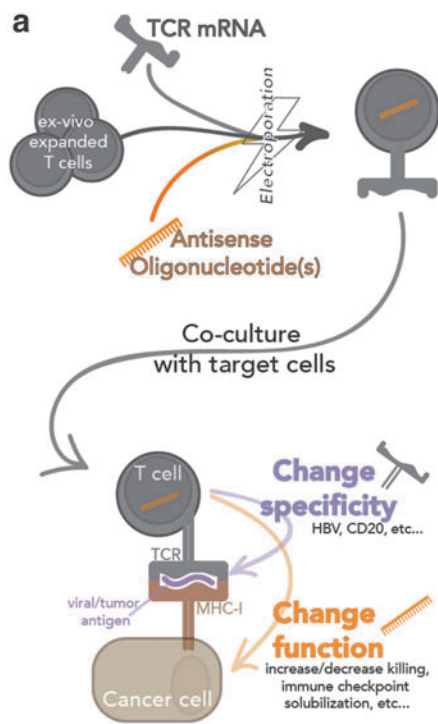 a
TCR mRNA
ex-vivo
expanded
T cells
Electroporation
Antisense
Oligonucleotide(s)
Co-culture
with target cells
T cell
Change
specificity
HBV, CD20, etc...
TCR
viral/tumor
antigen
MHC-I
Change
function
increase/decrease killing,
immune checkpoint
solubilization, etc...
Cancer cell